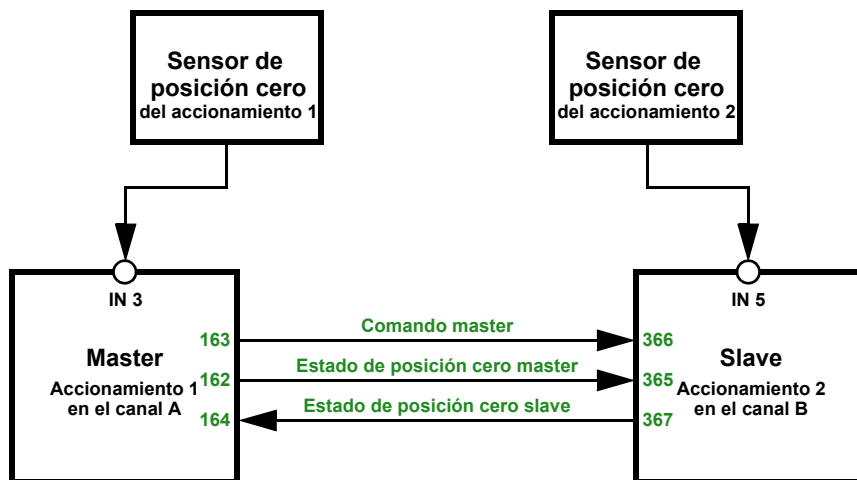 Sensor de
posición cero
del accionamiento 1
Sensor de
posición cero
del accionamiento 2
IN 3
IN 5
163
Comando master
366
Master
Slave
162
Estado de posición cero master
365
Accionamiento 1
en el canal A
Accionamiento 2
en el canal B
164
Estado de posición cero slave
367